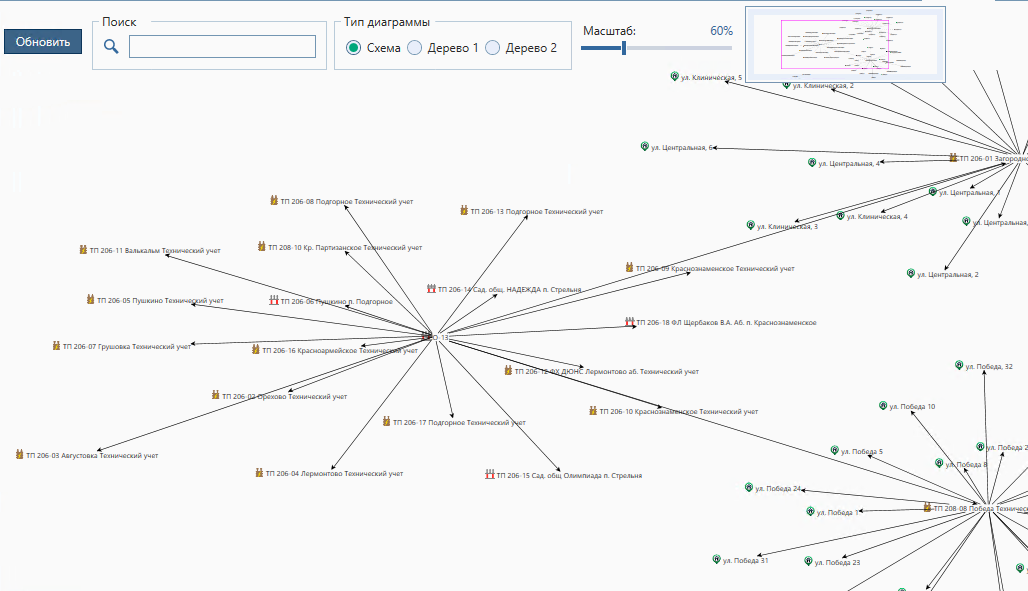 Обновить
Поиск
Тип диаграммы
Схема
Дерево 1
Дерево 2
Масштаб:
60%
ул. Клиническая, 5
ул. Клиническая, 2
ул. Центральная, 6
ул. Центральная, 4
ТП 206-01 Загородно
ул. Центральная, 1
ТП 206-08 Подгорное Технический учет
ТП 206-13 Подгорное Технический учет
ул. Клиническая, 4
ул. Клиническая, 3
ул. Центральная,
ТП 206-11 Валькальм Технический учет
ТП 208-10 Кр. Партизанское Технический учет
ТП 206-09 Краснознаменское Технический учет
ул. Центральная, 2
ТП 206-14 Сад. общ. НАДЕЖДА п. Стрельня
ТП 206-05 Пушкино Технический учет
ТП 206-06 Пушкино п. Подгорное
ТП 206-18 ФЛ Щербаков В.А. Аб. п. Краснознаменское
О-13
ТП 206-07 Грушовка Технический учет
ТП 206-16 Красноармейское Технический учет
ТП 206-12 ФХ ДЮНС Лермонтово аб. Технический учет
ул. Победа, 32
ТП 206-02 Орехово Технический учет
ТП 206-10 Краснознаменское Технический учет
ул. Победа 10
ТП 206-17 Подгорное Технический учет
ул. Победа 2
ТП 206-03 Августовка Технический учет
ул. Победа 5
ул. Победа 8
ТП 206-04 Лермонтово Технический учет
ТП 206-15 Сад. общ Олимпиада п. Стрельня
ул. Победа 24
ул. Победа 1
ТП 208-08 Победа Техничес
ул. Победа 31
ул. Победа 23